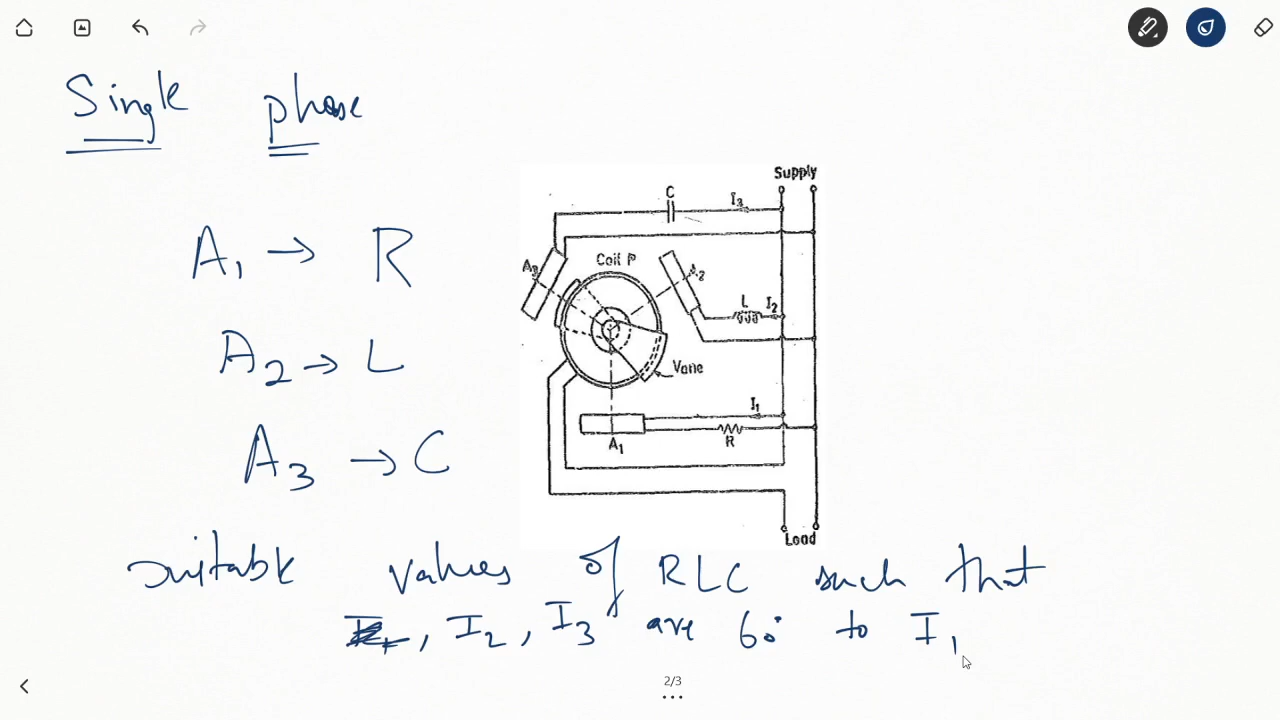 Single phase
Supply
C
I3
A1 → R
A3
Coil P
A2
L
I2
A2 → L
Vane
I1
R
A1
A3 → C
Load
suitable values of RLC such that
, I2, I3 are 60° to I1
2/3